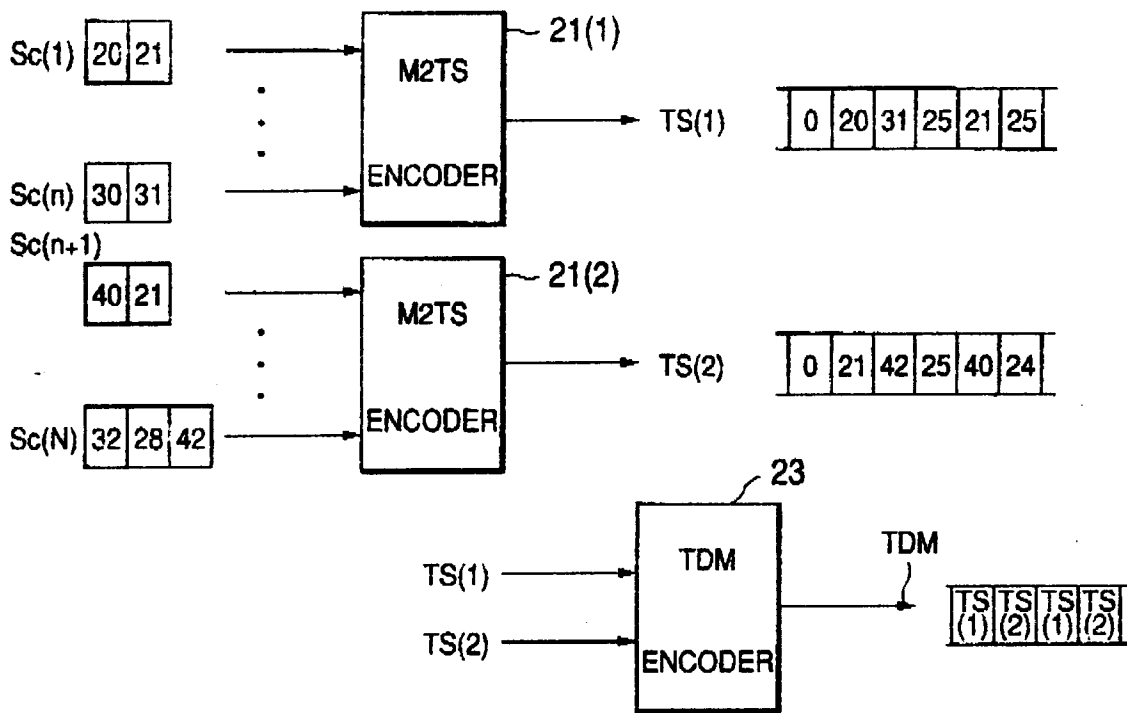 Sc(1) 20 21
M2TS ENCODER
21(1)
TS(1)
0 20 31 25 21 25
Sc(n) 30 31
Sc(n+1)
40 21
M2TS ENCODER
21(2)
TS(2)
0 21 42 25 40 24
Sc(N) 32 28 42
TS(1)
TS(2)
TDM ENCODER
23
TDM
TS (1) TS (2) TS (1) TS (2)